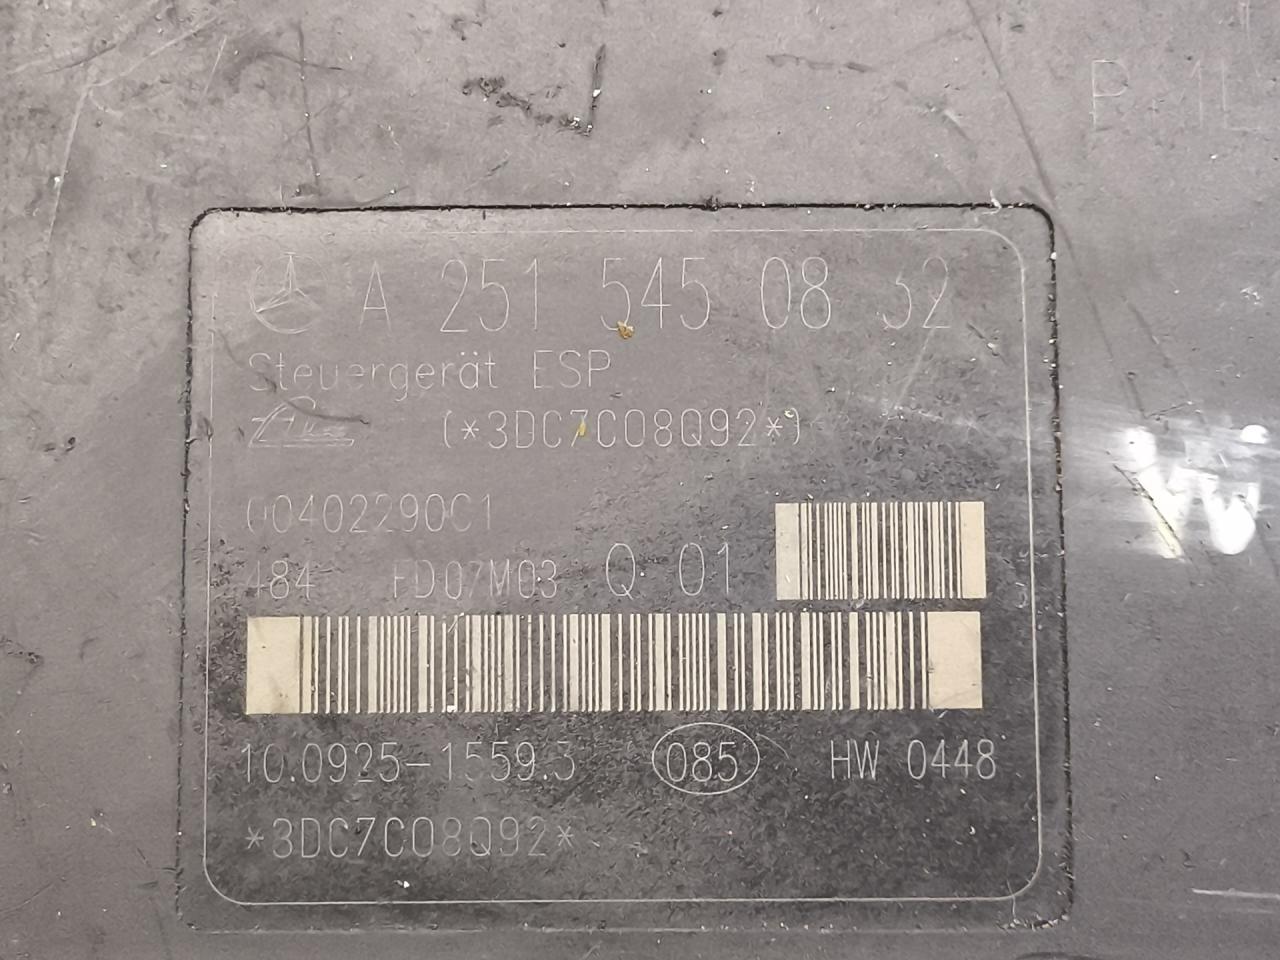 A 251 545 08 32
Steuergerät ESP
(*3DC7C08Q92*)
00402290C1
484 FD07M03 Q 01
10.0925-1559.3 085 HW 0448
*3DC7C08Q92*